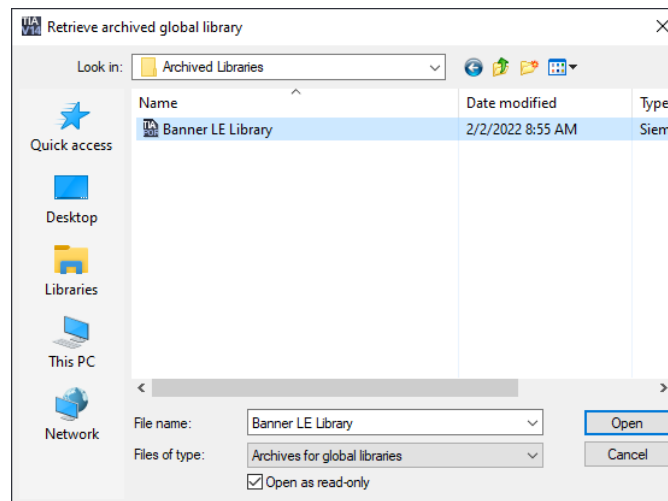 TIA
V14
Retrieve archived global library
Look in:
Archived Libraries
Name
Date modified
Type
Banner LE Library
2/2/2022 8:55 AM
Siem
Quick access
Desktop
Libraries
This PC
Network
File name:
Banner LE Library
Open
Files of type:
Archives for global libraries
Cancel
Open as read-only